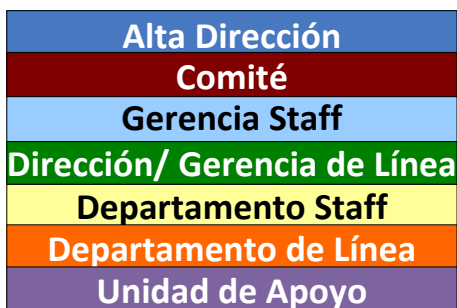 Alta Dirección
Comité
Gerencia Staff
Dirección/ Gerencia de Línea
Departamento Staff
Departamento de Línea
Unidad de Apoyo